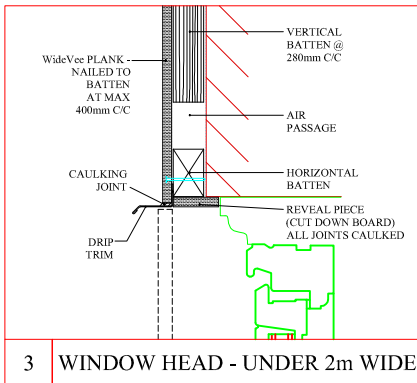 VERTICAL
BATTEN @
280mm C/C
WideVee PLANK -
NAILED TO
BATTEN
AT MAX
400mm C/C
AIR
PASSAGE
CAULKING
JOINT
HORIZONTAL
BATTEN
REVEAL PIECE
(CUT DOWN BOARD)
ALL JOINTS CAULKED
DRIP
TRIM
3 WINDOW HEAD - UNDER 2m WIDE